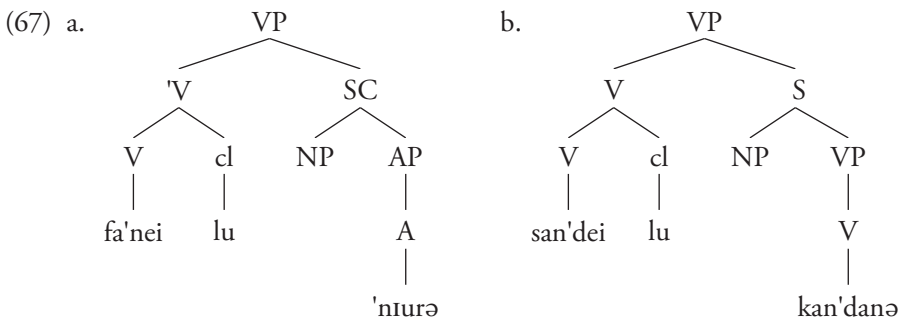 (67) a. VP b. VP
'V SC V S
V cl NP AP V cl NP VP
fa'nei lu A san'dei lu V
'nɪurə kan'danə